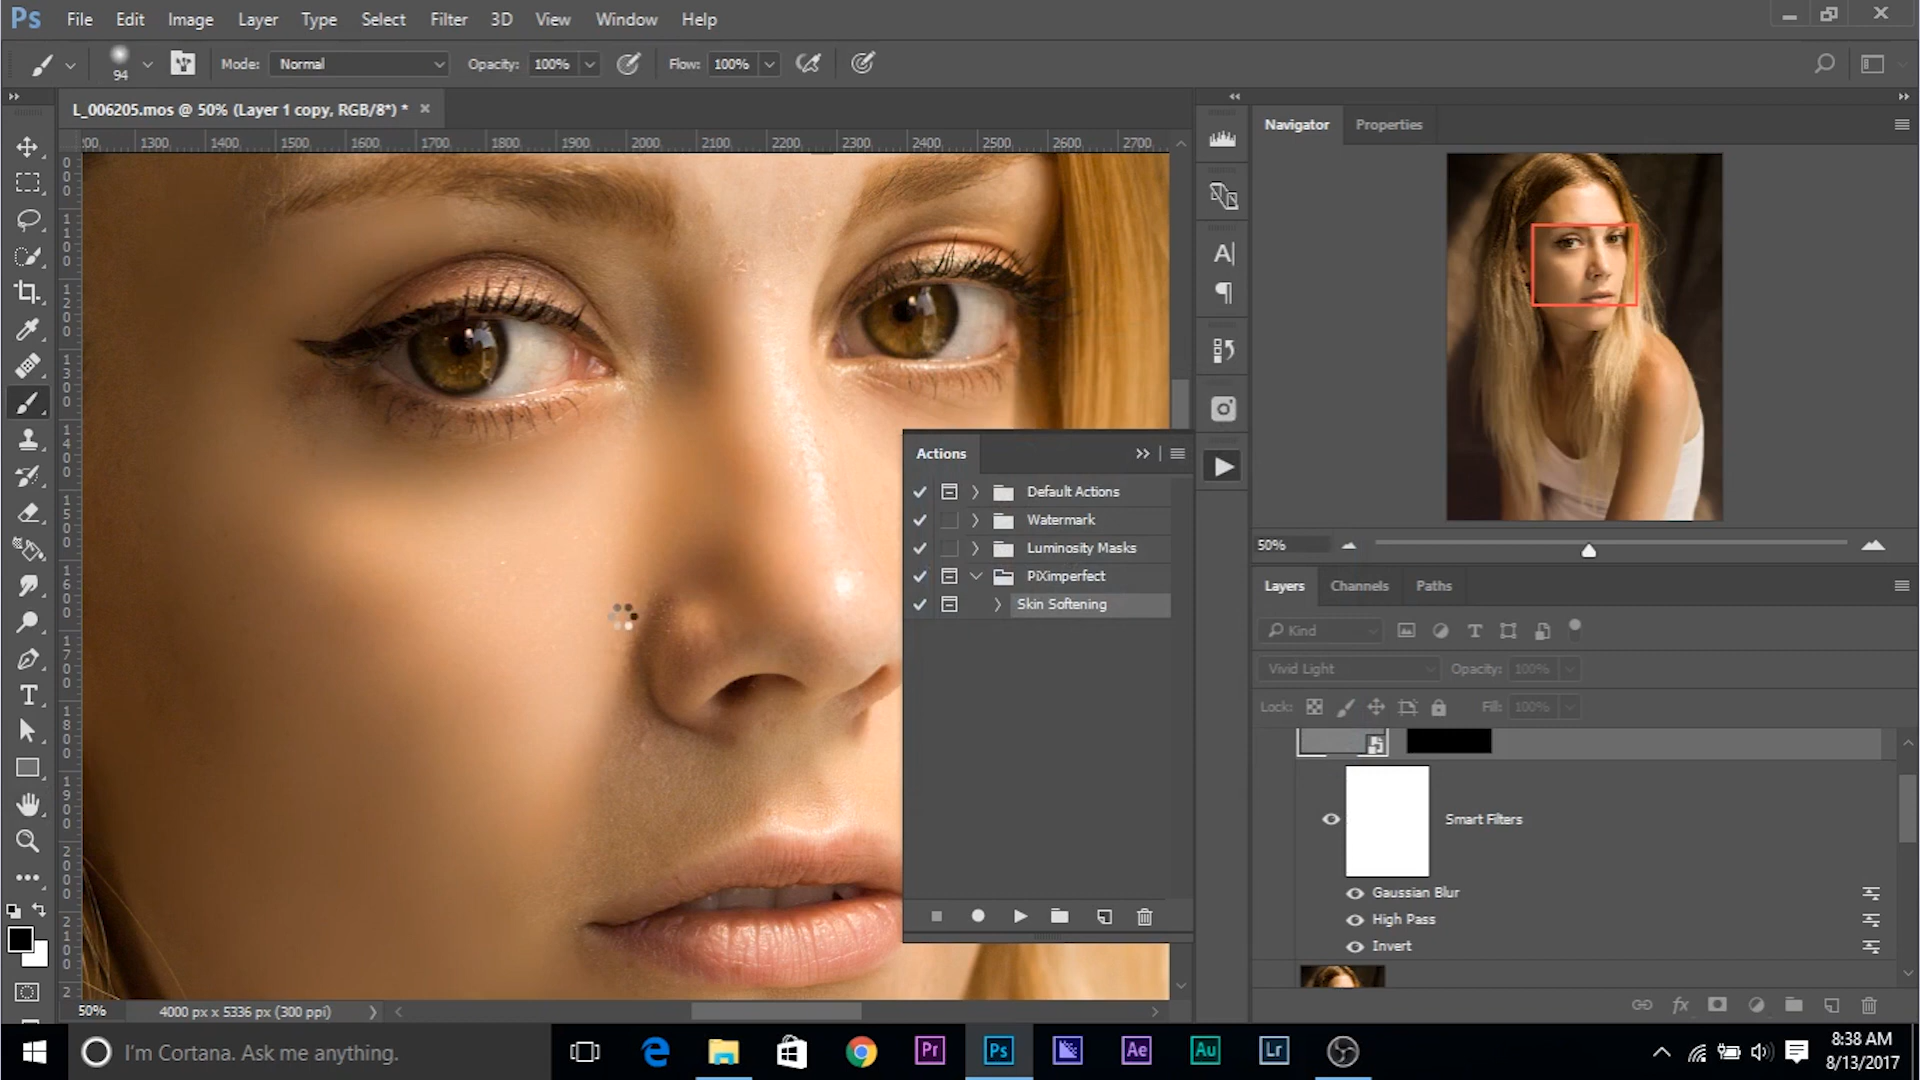 Ps File Edit Image Layer Type Select Filter 3D View Window Help
94 Mode: Normal Opacity: 100% Flow: 100%
L_006205.mos @ 50% (Layer 1 copy, RGB/8*) * ×
1300 1400 1500 1600 1700 1800 1900 2000 2100 2200 2300 2400 2500 2600 2700
Navigator Properties
50%
Actions
Default Actions
Watermark
Luminosity Masks
PiXimperfect
Skin Softening
Layers Channels Paths
Kind
Vivid Light Opacity: 100%
Lock: Fill: 100%
Smart Filters
Gaussian Blur
High Pass
Invert
50% 4000 px x 5336 px (300 ppi)
I'm Cortana. Ask me anything.
Pr Ps Ae Au Lr
8:38 AM
8/13/2017